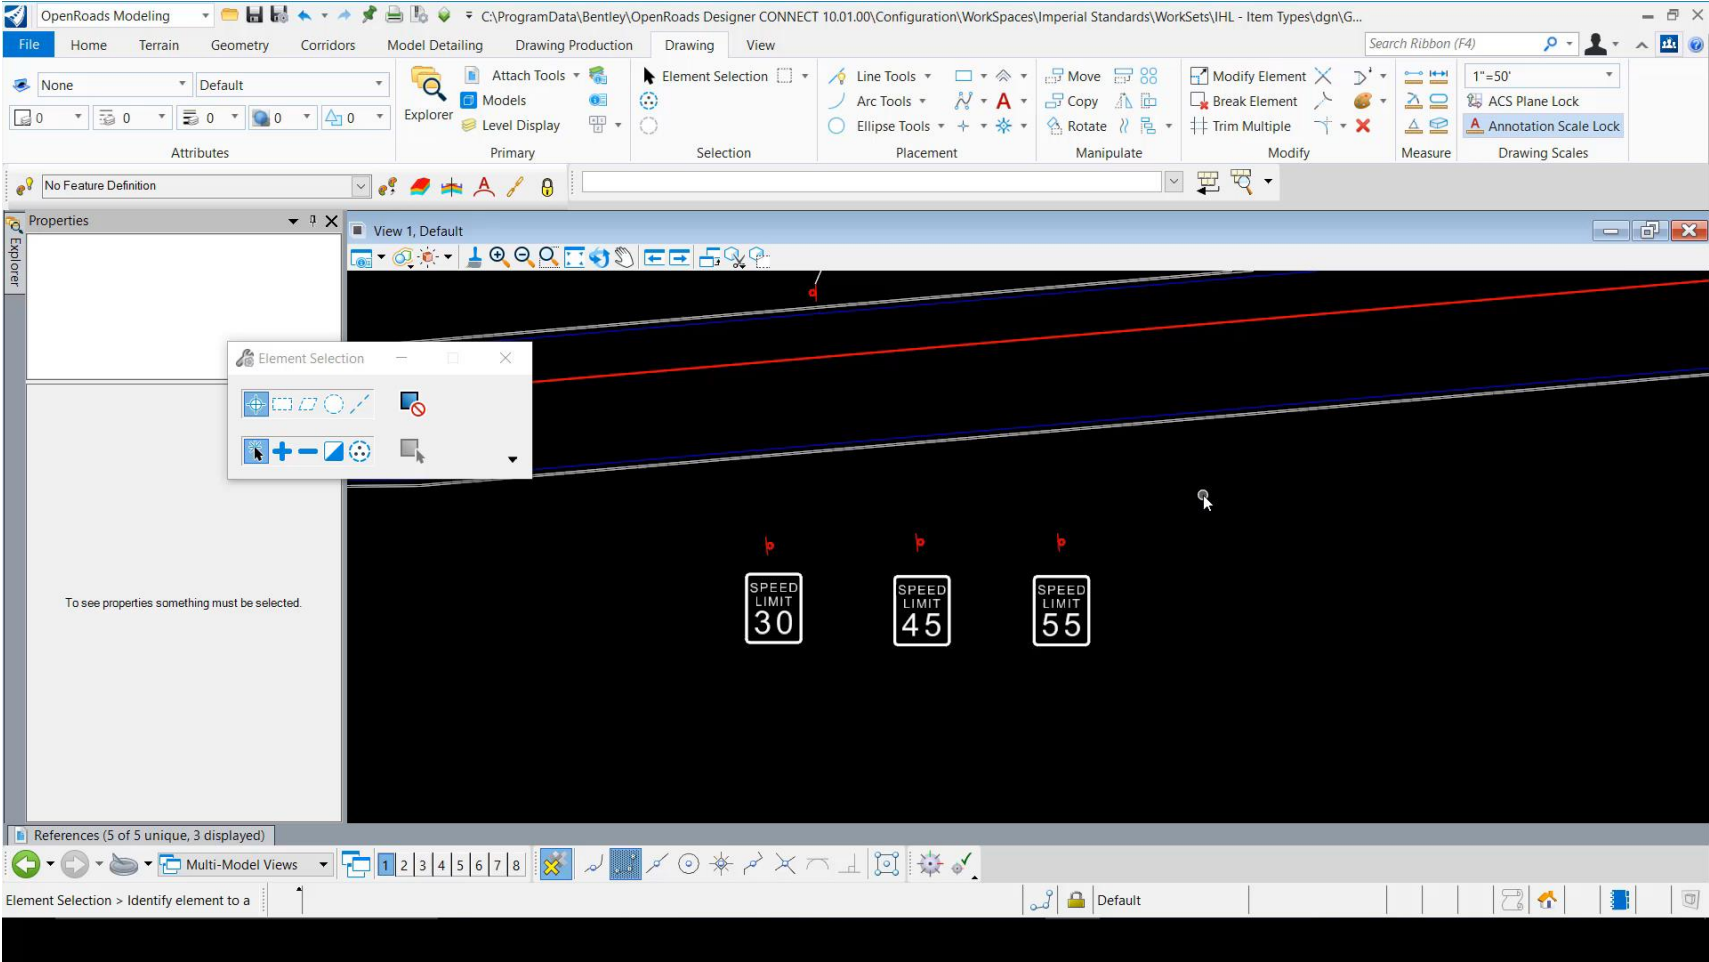 OpenRoads Modeling
C:\ProgramData\Bentley\OpenRoads Designer CONNECT 10.01.00\Configuration\WorkSpaces\Imperial Standards\WorkSets\IHL - Item Types\dgn\G...
File Home Terrain Geometry Corridors Model Detailing Drawing Production Drawing View
Search Ribbon (F4)
None Default
0 0 0 0 0
Attributes
Explorer
Attach Tools
Models
Level Display
Primary
Element Selection
Selection
Line Tools
Arc Tools
Ellipse Tools
Placement
Move
Copy
Rotate
Manipulate
Modify Element
Break Element
Trim Multiple
Modify
Measure
1"=50'
ACS Plane Lock
Annotation Scale Lock
Drawing Scales
No Feature Definition
Explorer
Properties
To see properties something must be selected.
View 1, Default
Element Selection
SPEED
LIMIT
30
SPEED
LIMIT
45
SPEED
LIMIT
55
References (5 of 5 unique, 3 displayed)
Multi-Model Views
1 2 3 4 5 6 7 8
Element Selection > Identify element to a
Default